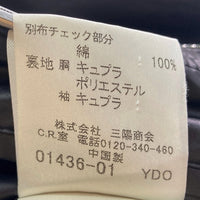 別布チェック部分
綿 100%
裏地 胴 キュプラ
ポリエステル
袖 キュプラ
株式会社 三陽商会
C.R.室 電話0120-340-460
中国製
01436-01 YDO